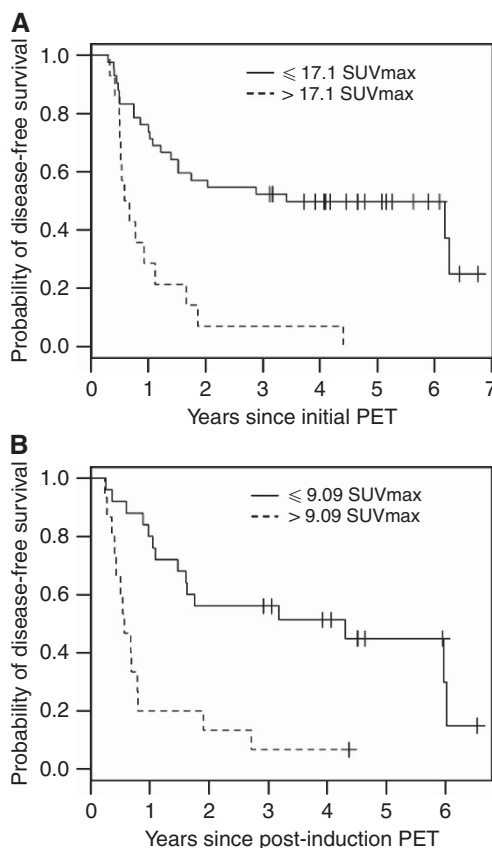 A
Probability of disease-free survival
1.0
0.8
0.6
0.4
0.2
0.0
⩽ 17.1 SUVmax
> 17.1 SUVmax
0 1 2 3 4 5 6 7
Years since initial PET
B
Probability of disease-free survival
1.0
0.8
0.6
0.4
0.2
0.0
⩽ 9.09 SUVmax
> 9.09 SUVmax
0 1 2 3 4 5 6
Years since post-induction PET